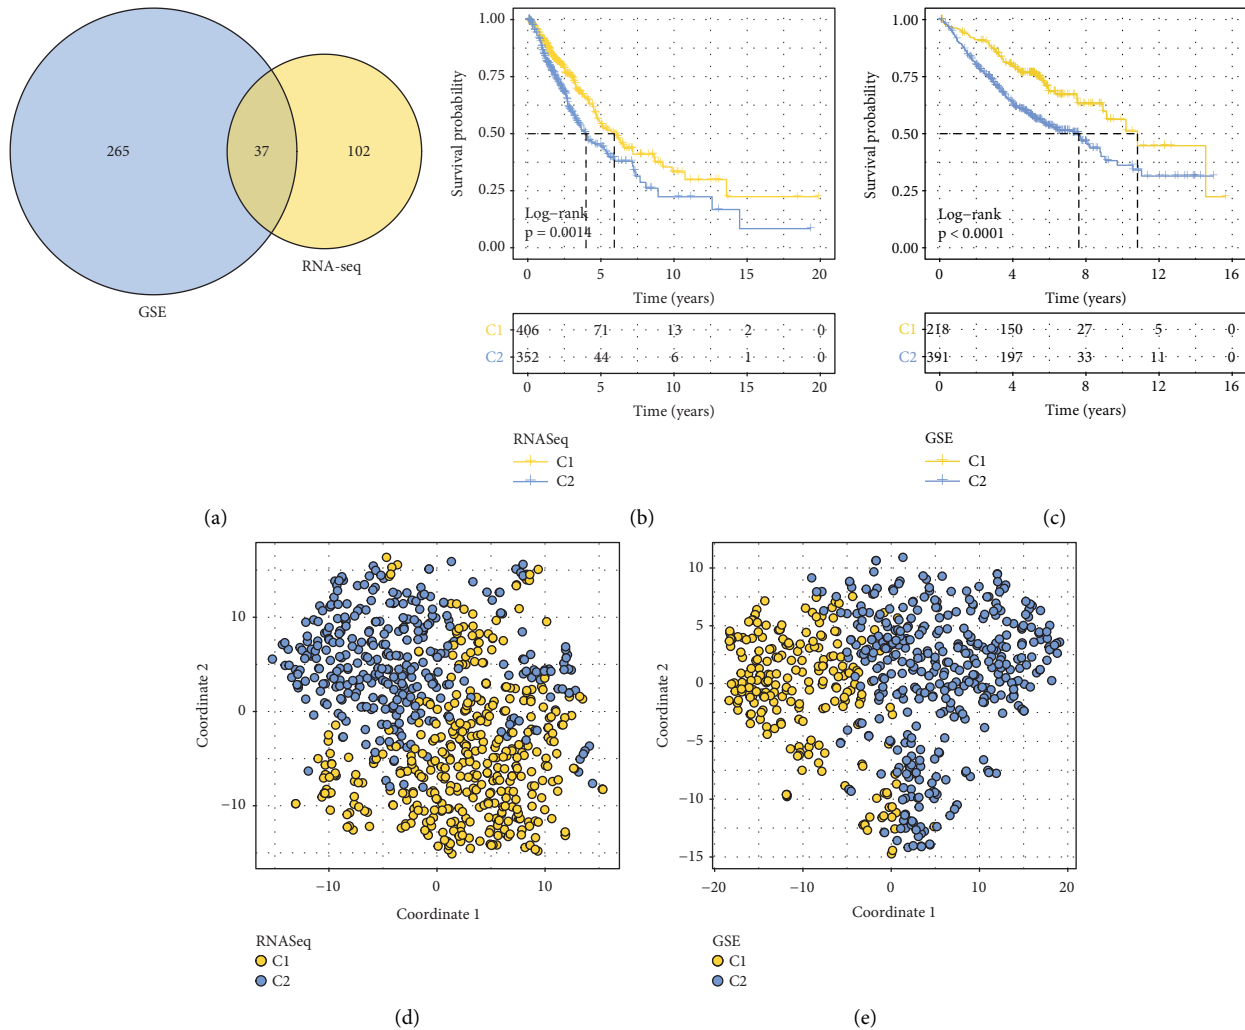 265
37
102
RNA-seq
GSE
(a)
1.00
0.75
0.50
0.25
0.00
Survival probability
Log−rank
p = 0.0014
0 5 10 15 20
Time (years)
C1 406 71 13 2 0
C2 352 44 6 1 0
0 5 10 15 20
Time (years)
RNASeq
C1
C2
(b)
1.00
0.75
0.50
0.25
0.00
Survival probability
Log−rank
p < 0.0001
0 4 8 12 16
Time (years)
C1 218 150 27 5 0
C2 391 197 33 11 0
0 4 8 12 16
Time (years)
GSE
C1
C2
(c)
10
0
−10
Coordinate 2
−10 0 10
Coordinate 1
RNASeq
C1
C2
(d)
10
5
0
−5
−10
−15
Coordinate 2
−20 −10 0 10 20
Coordinate 1
GSE
C1
C2
(e)